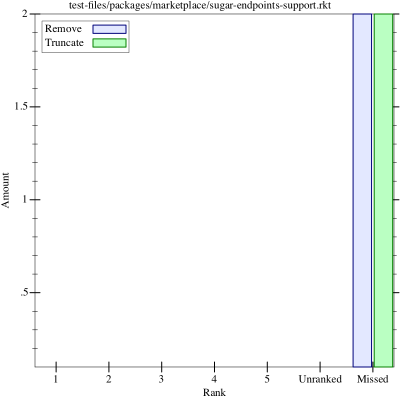 test-files/packages/marketplace/sugar-endpoints-support.rkt
Remove
Truncate
2
1.5
1
.5
Amount
1 2 3 4 5 Unranked Missed
Rank